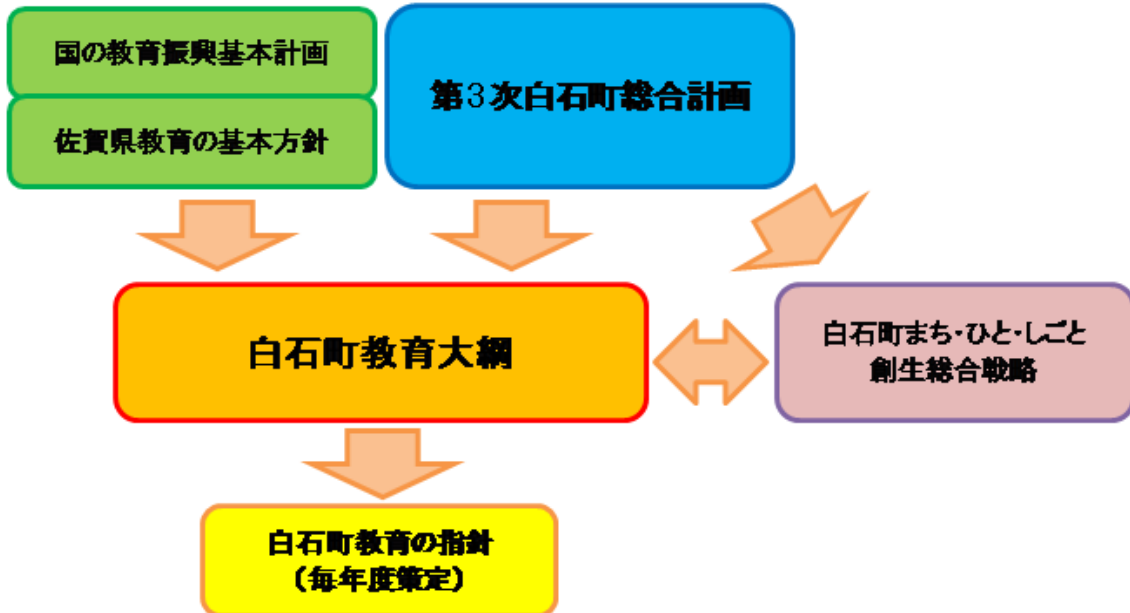 国の教育振興基本計画
佐賀県教育の基本方針
第3次白石町総合計画
白石町教育大綱
白石町まち・ひと・しごと
創生総合戦略
白石町教育の指針
(毎年度策定)